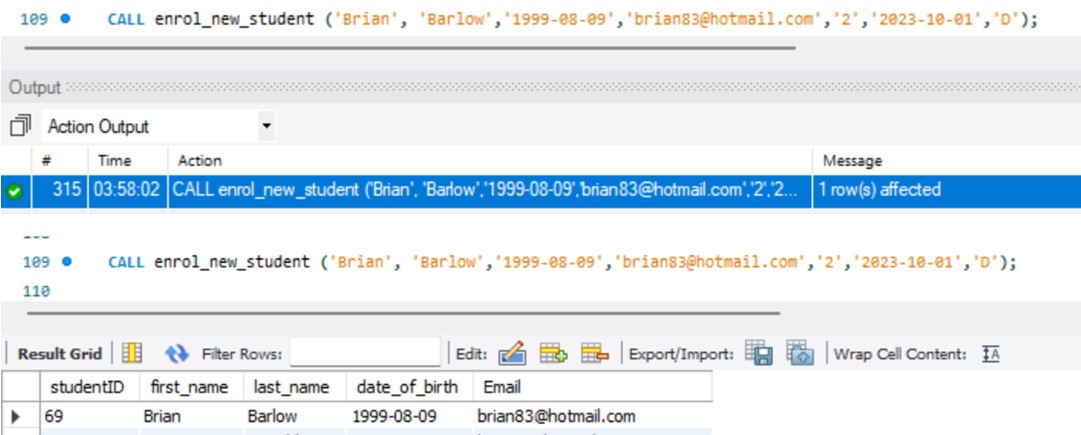 109 CALL enrol_new_student ('Brian', 'Barlow','1999-08-09','brian83@hotmail.com','2','2023-10-01','D');
Output
Action Output
# Time Action Message
315 03:58:02 CALL enrol_new_student ('Brian', 'Barlow','1999-08-09','brian83@hotmail.com','2','2... 1 row(s) affected
109 CALL enrol_new_student ('Brian', 'Barlow','1999-08-09','brian83@hotmail.com','2','2023-10-01','D');
110
Result Grid Filter Rows: Edit: Export/Import: Wrap Cell Content: IA
studentID first_name last_name date_of_birth Email
69 Brian Barlow 1999-08-09 brian83@hotmail.com